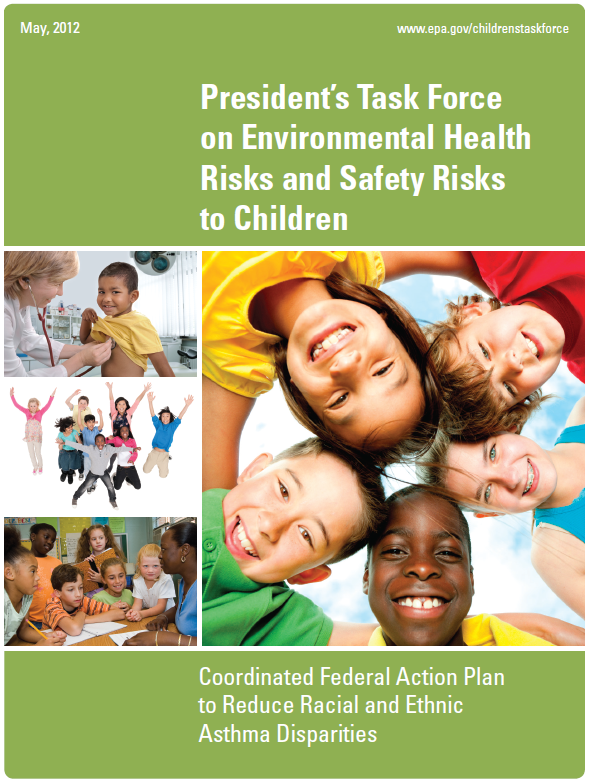 May, 2012
www.epa.gov/childrenstaskforce
President's Task Force
on Environmental Health
Risks and Safety Risks
to Children
Coordinated Federal Action Plan
to Reduce Racial and Ethnic
Asthma Disparities